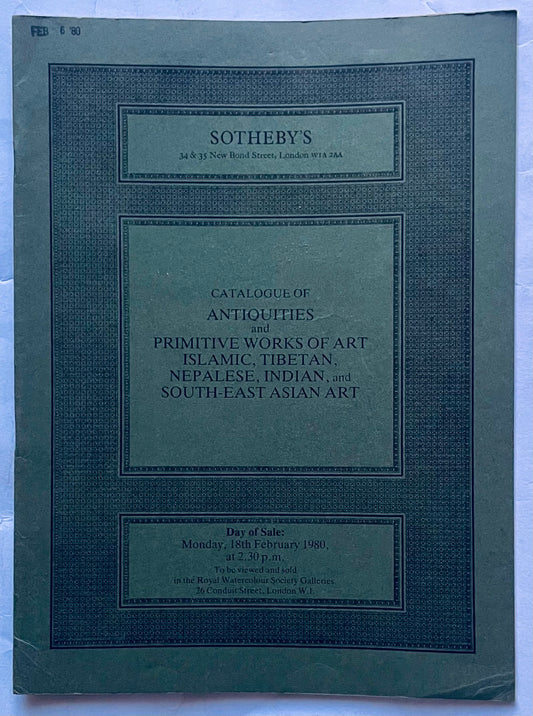 FEB 6 '80
SOTHEBY'S
34 & 35 New Bond Street, London W1A 2AA
CATALOGUE OF
ANTIQUITIES
and
PRIMITIVE WORKS OF ART
ISLAMIC, TIBETAN,
NEPALESE, INDIAN, and
SOUTH-EAST ASIAN ART
Day of Sale:
Monday, 18th February 1980,
at 2.30 p.m.
To be viewed and sold
in the Royal Watercolour Society Galleries
26 Conduit Street, London W.1.